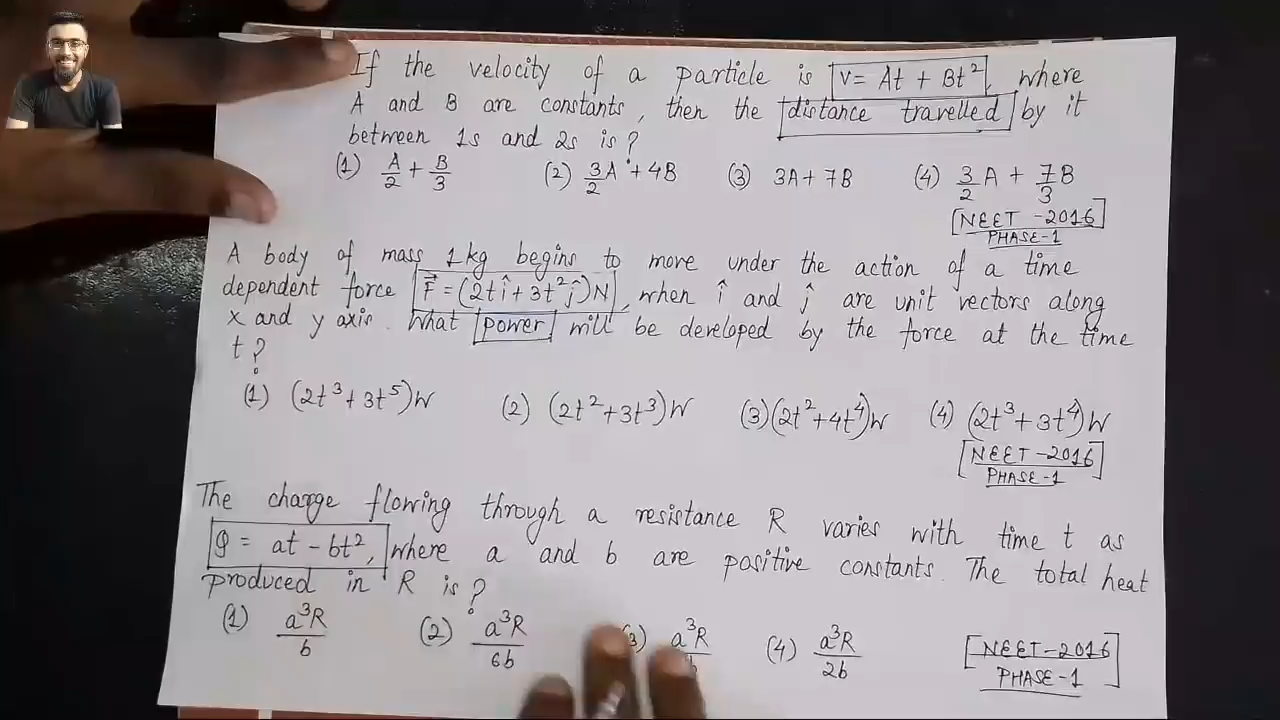 If the velocity of a particle is v = At + Bt², where
A and B are constants, then the distance travelled by it
between 1s and 2s is?
(1) A/2 + B/3 (2) 3/2 A + 4B (3) 3A + 7B (4) 3/2 A + 7/3 B
[NEET -2016]
PHASE-1
A body of mass 1 kg begins to move under the action of a time
dependent force F⃗ = (2t î + 3t² ĵ) N, when î and ĵ are unit vectors along
x and y axis. What power will be developed by the force at the time
t?
(1) (2t³ + 3t⁵)W (2) (2t² + 3t³)W (3) (2t² + 4t⁴)W (4) (2t³ + 3t⁴)W
[NEET -2016]
PHASE-1
The charge flowing through a resistance R varies with time t as
Q = at - bt², where a and b are positive constants. The total heat
produced in R is?
(1) a³R/b (2) a³R/6b (3) a³R (4) a³R/2b
[NEET-2016]
PHASE-1